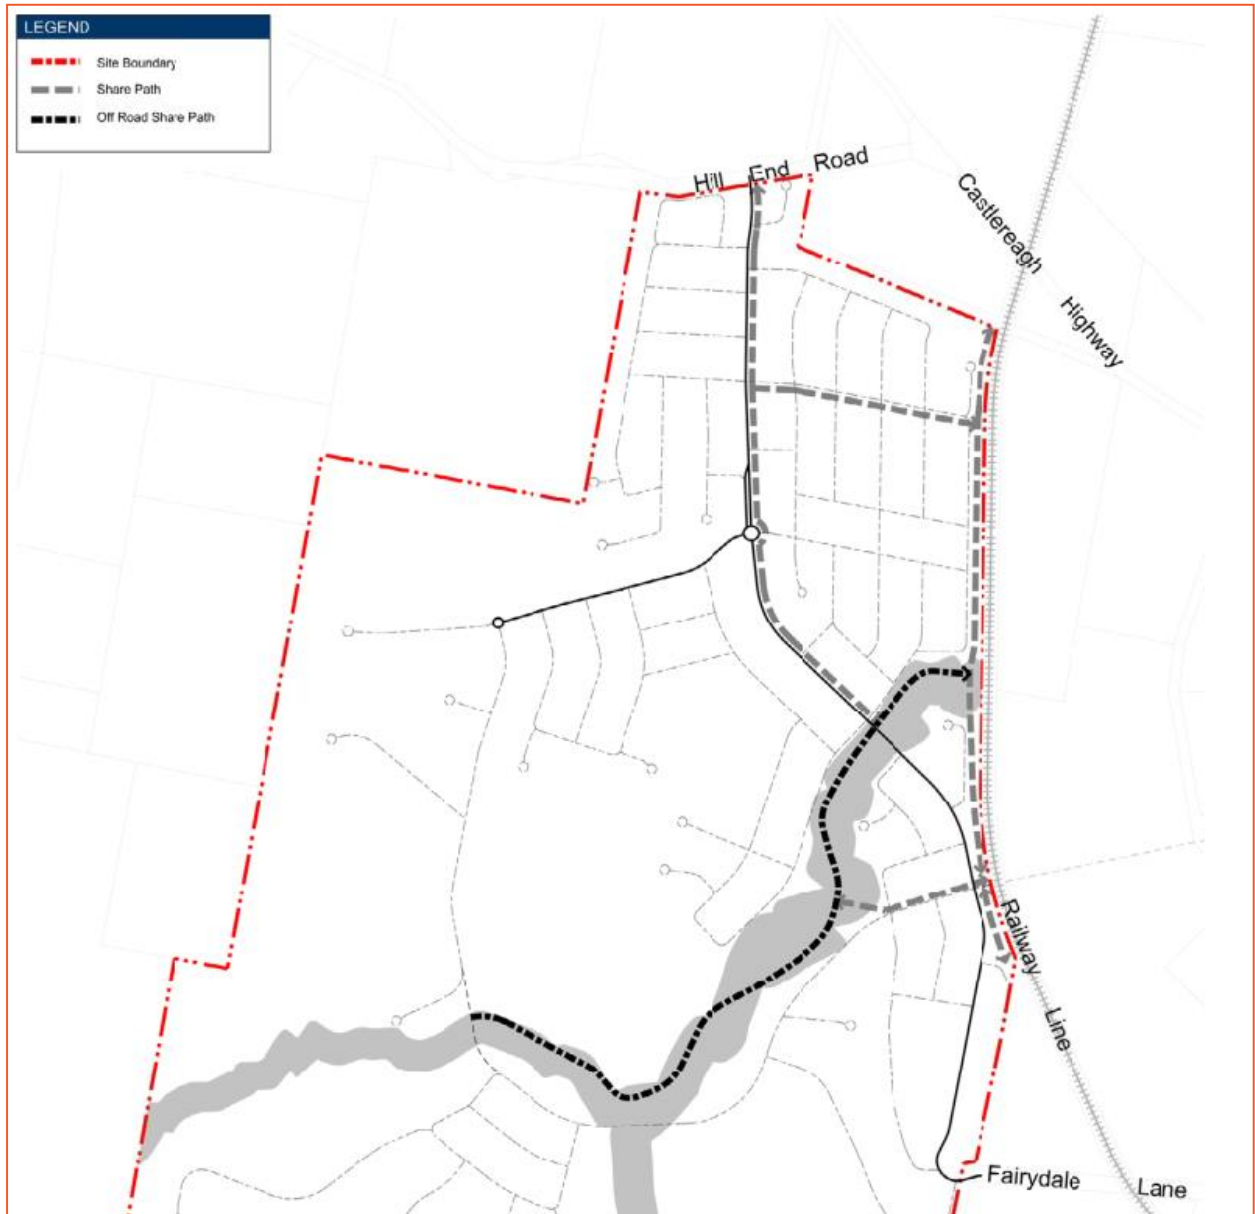 LEGEND
Site Boundary
Share Path
Off Road Share Path
Hill End Road
Castlereagh Highway
Railway Line
Fairydale Lane